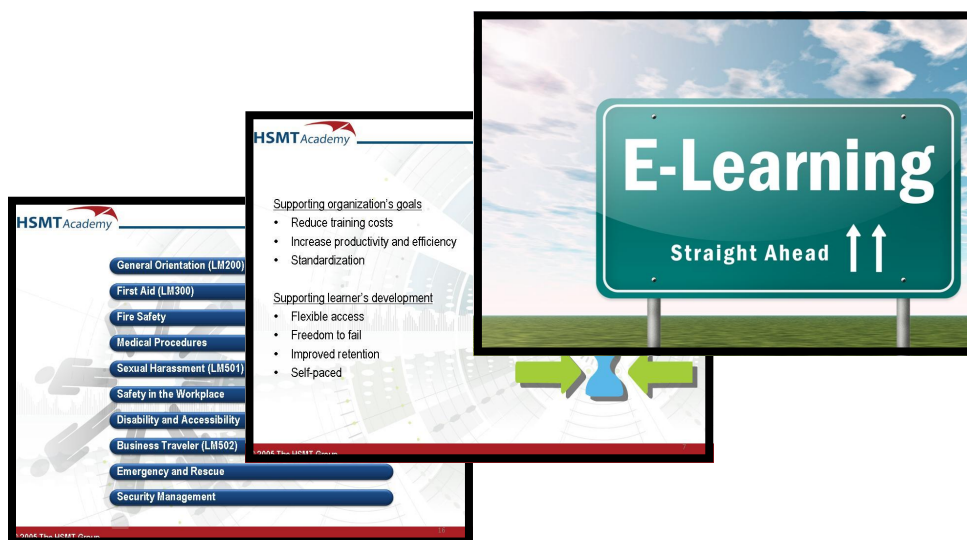 E-Learning
Straight Ahead
HSMT Academy
Supporting organization's goals
• Reduce training costs
• Increase productivity and efficiency
• Standardization
Supporting learner's development
• Flexible access
• Freedom to fail
• Improved retention
• Self-paced
2005 The HSMT Group
HSMT Academy
General Orientation (LM200)
First Aid (LM300)
Fire Safety
Medical Procedures
Sexual Harassment (LM501)
Safety in the Workplace
Disability and Accessibility
Business Traveler (LM502)
Emergency and Rescue
Security Management
2005 The HSMT Group
16